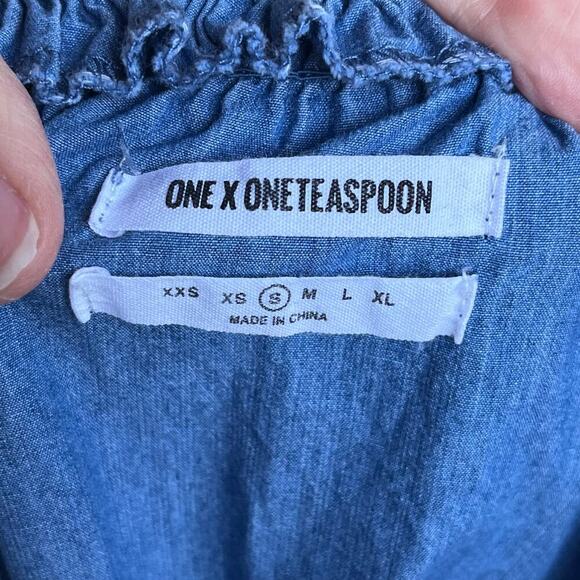 ONE X ONETEASPOON
XXS XS S M L XL
MADE IN CHINA